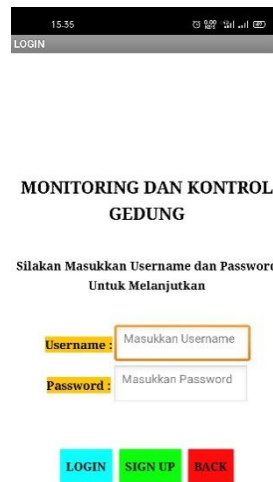 15.35
LOGIN
MONITORING DAN KONTROL
GEDUNG
Silakan Masukkan Username dan Password
Untuk Melanjutkan
Username : Masukkan Username
Password : Masukkan Password
LOGIN SIGN UP BACK